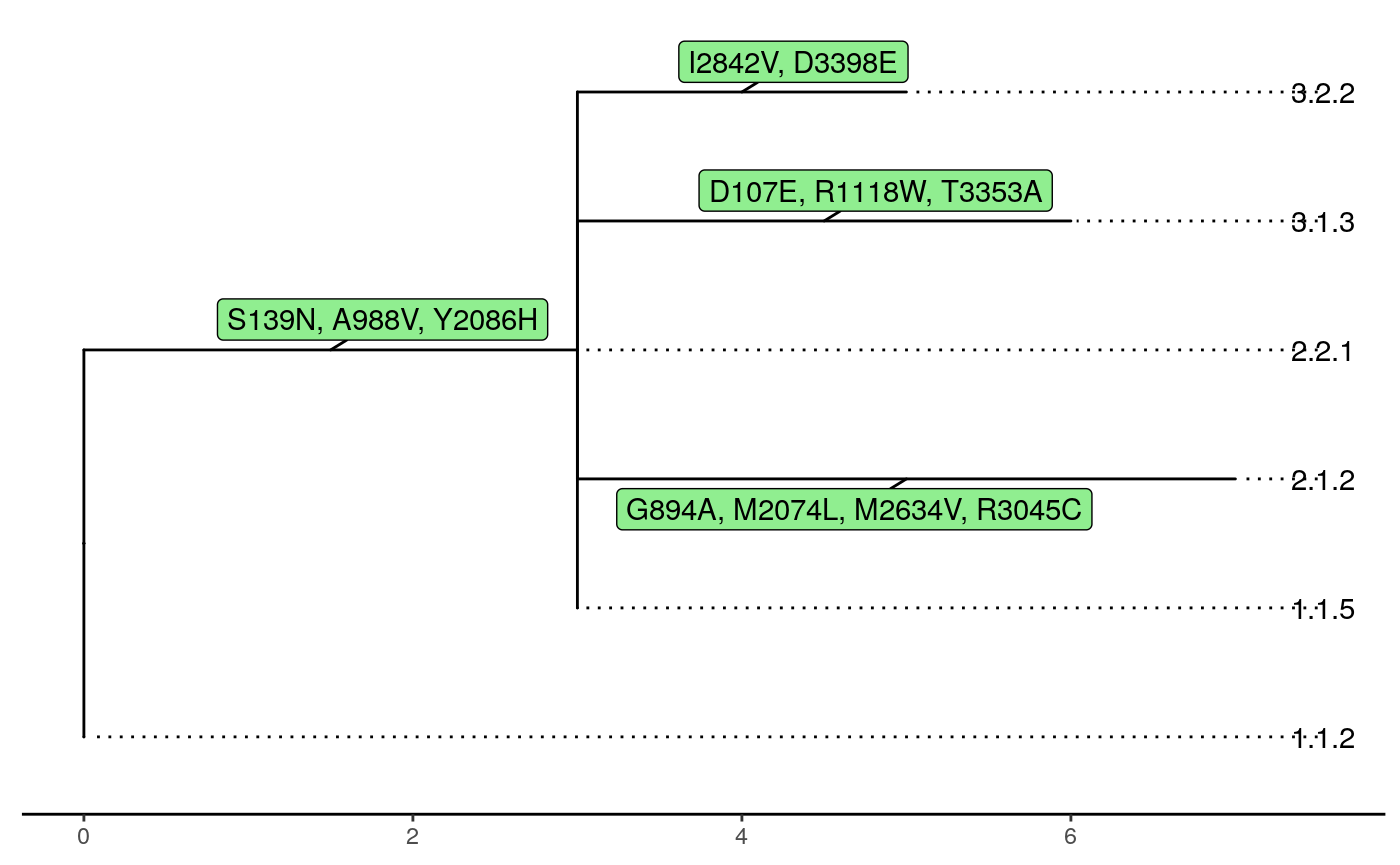 I2842V, D3398E
3.2.2
D107E, R1118W, T3353A
3.1.3
S139N, A988V, Y2086H
2.2.1
2.1.2
G894A, M2074L, M2634V, R3045C
1.1.5
1.1.2
0 2 4 6